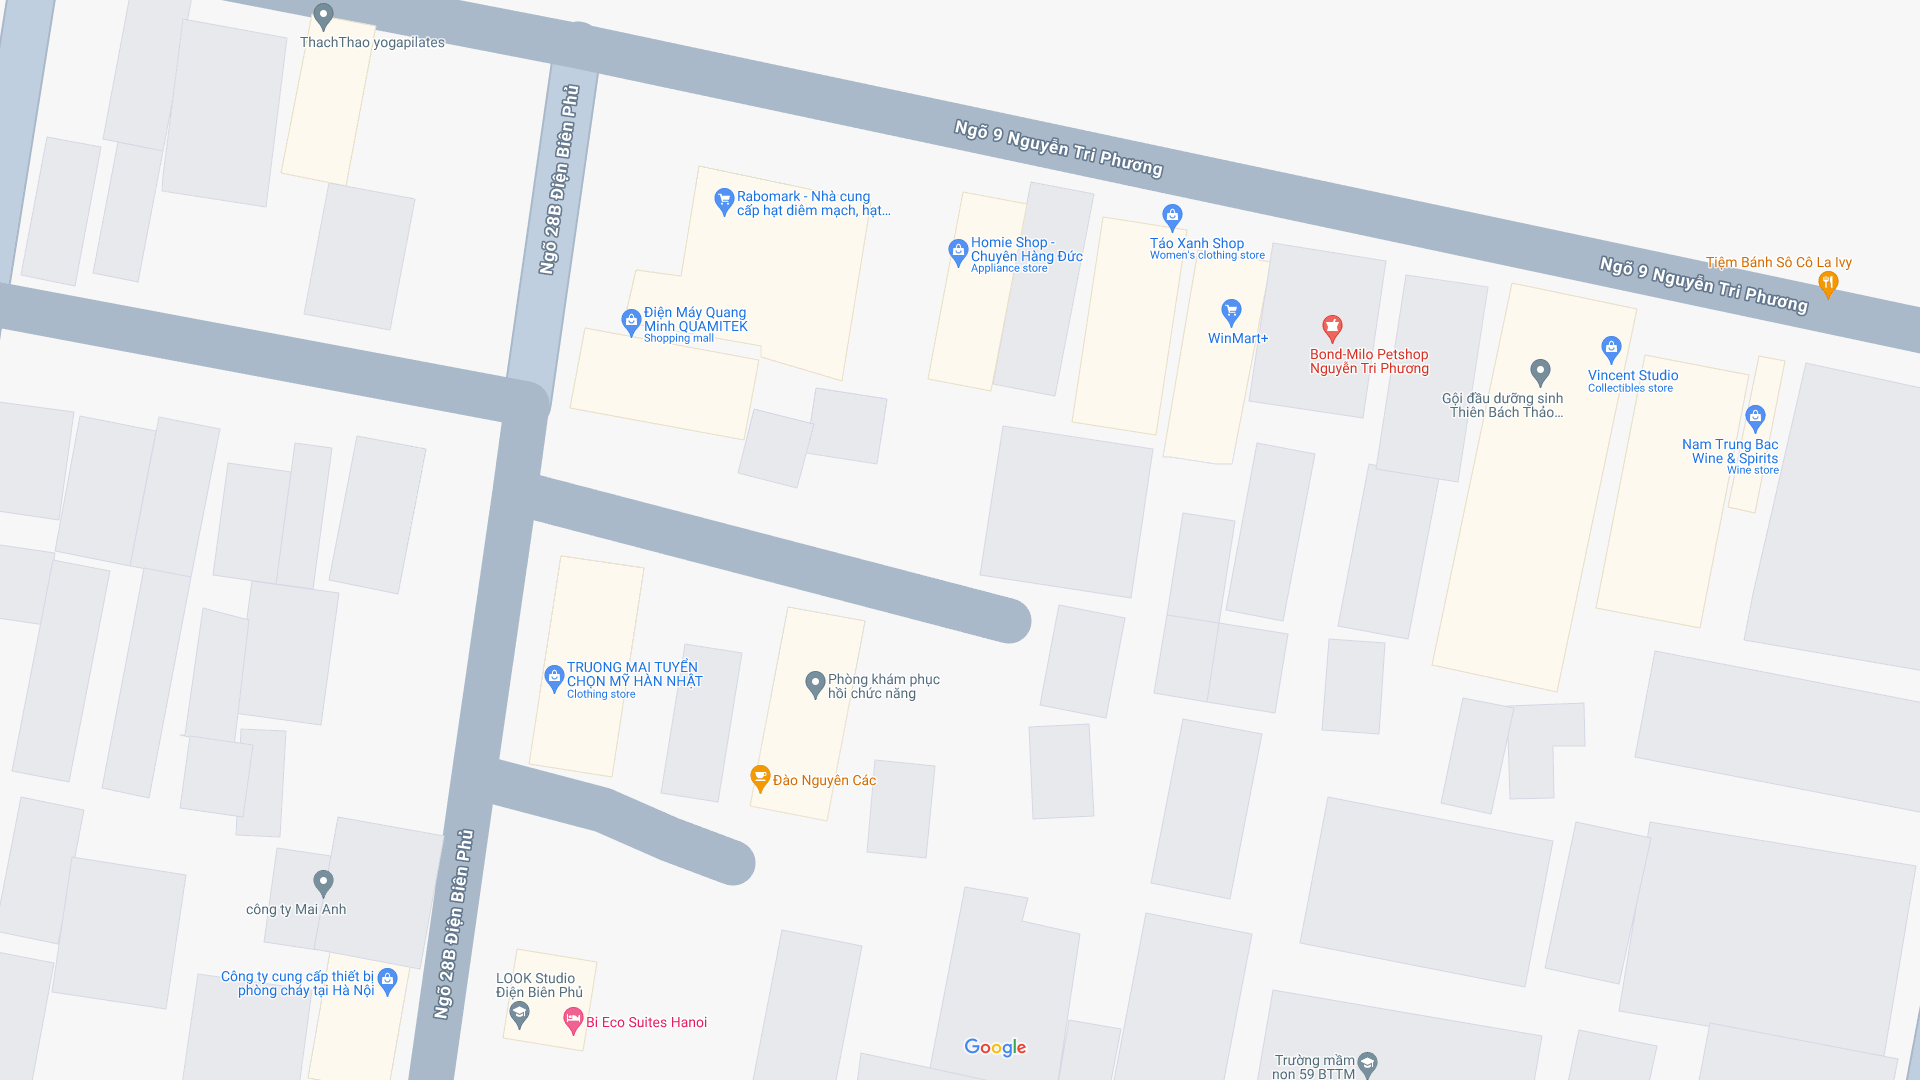 ThachThao yogapilates
Ngõ 28B Điện Biên Phủ
Ngõ 9 Nguyễn Tri Phương
Rabomark - Nhà cung
cấp hạt diêm mạch, hạt...
Homie Shop -
Chuyên Hàng Đức
Appliance store
Táo Xanh Shop
Women's clothing store
Ngõ 9 Nguyễn Tri Phương
Tiệm Bánh Sô Cô La Ivy
Điện Máy Quang
Minh QUAMITEK
Shopping mall
WinMart+
Bond-Milo Petshop
Nguyễn Tri Phương
Gội đầu dưỡng sinh
Thiên Bách Thảo...
Vincent Studio
Collectibles store
Nam Trung Bac
Wine & Spirits
Wine store
TRUONG MAI TUYỂN
CHỌN MỸ HÀN NHẬT
Clothing store
Phòng khám phục
hồi chức năng
Đào Nguyên Các
Ngõ 28B Điện Biên Phủ
công ty Mai Anh
Công ty cung cấp thiết bị
phòng cháy tại Hà Nội
LOOK Studio
Điện Biên Phủ
Bi Eco Suites Hanoi
Google
Trường mầm
non 59 BTTM